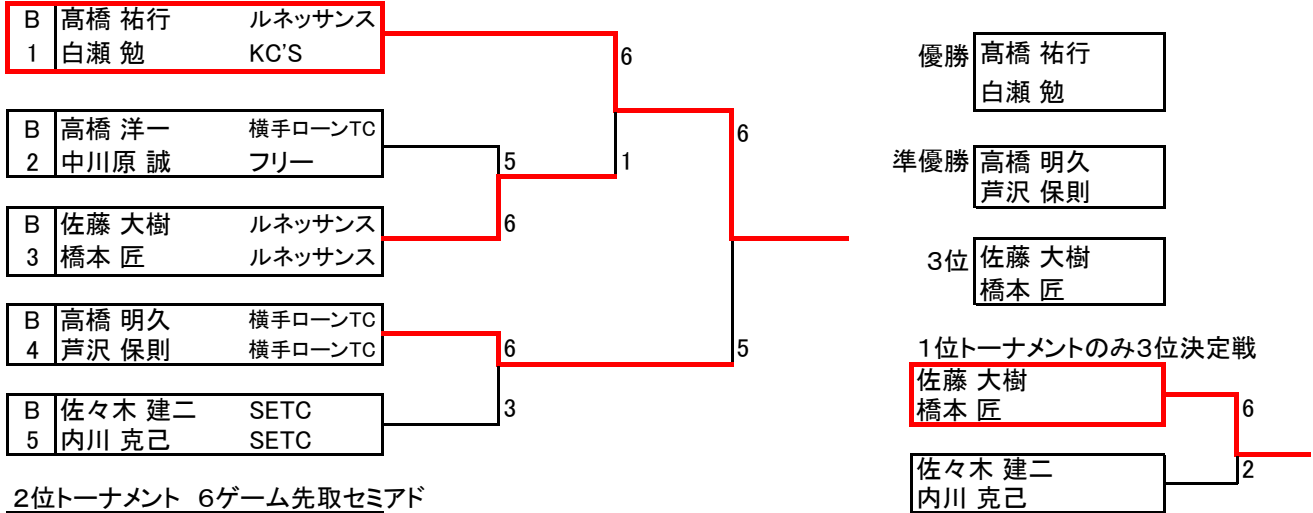 B 髙橋 祐行 ルネッサンス
1 白瀬 勉 KC'S
6
B 高橋 洋一 横手ローンTC
2 中川原 誠 フリー
5
1
6
B 佐藤 大樹 ルネッサンス
3 橋本 匠 ルネッサンス
6
B 高橋 明久 横手ローンTC
4 芦沢 保則 横手ローンTC
6
5
B 佐々木 建二 SETC
5 内川 克己 SETC
3
2位トーナメント 6ゲーム先取セミアド
優勝 髙橋 祐行
白瀬 勉
準優勝 高橋 明久
芦沢 保則
3位 佐藤 大樹
橋本 匠
1位トーナメントのみ3位決定戦
佐藤 大樹
橋本 匠
6
佐々木 建二
内川 克己
2